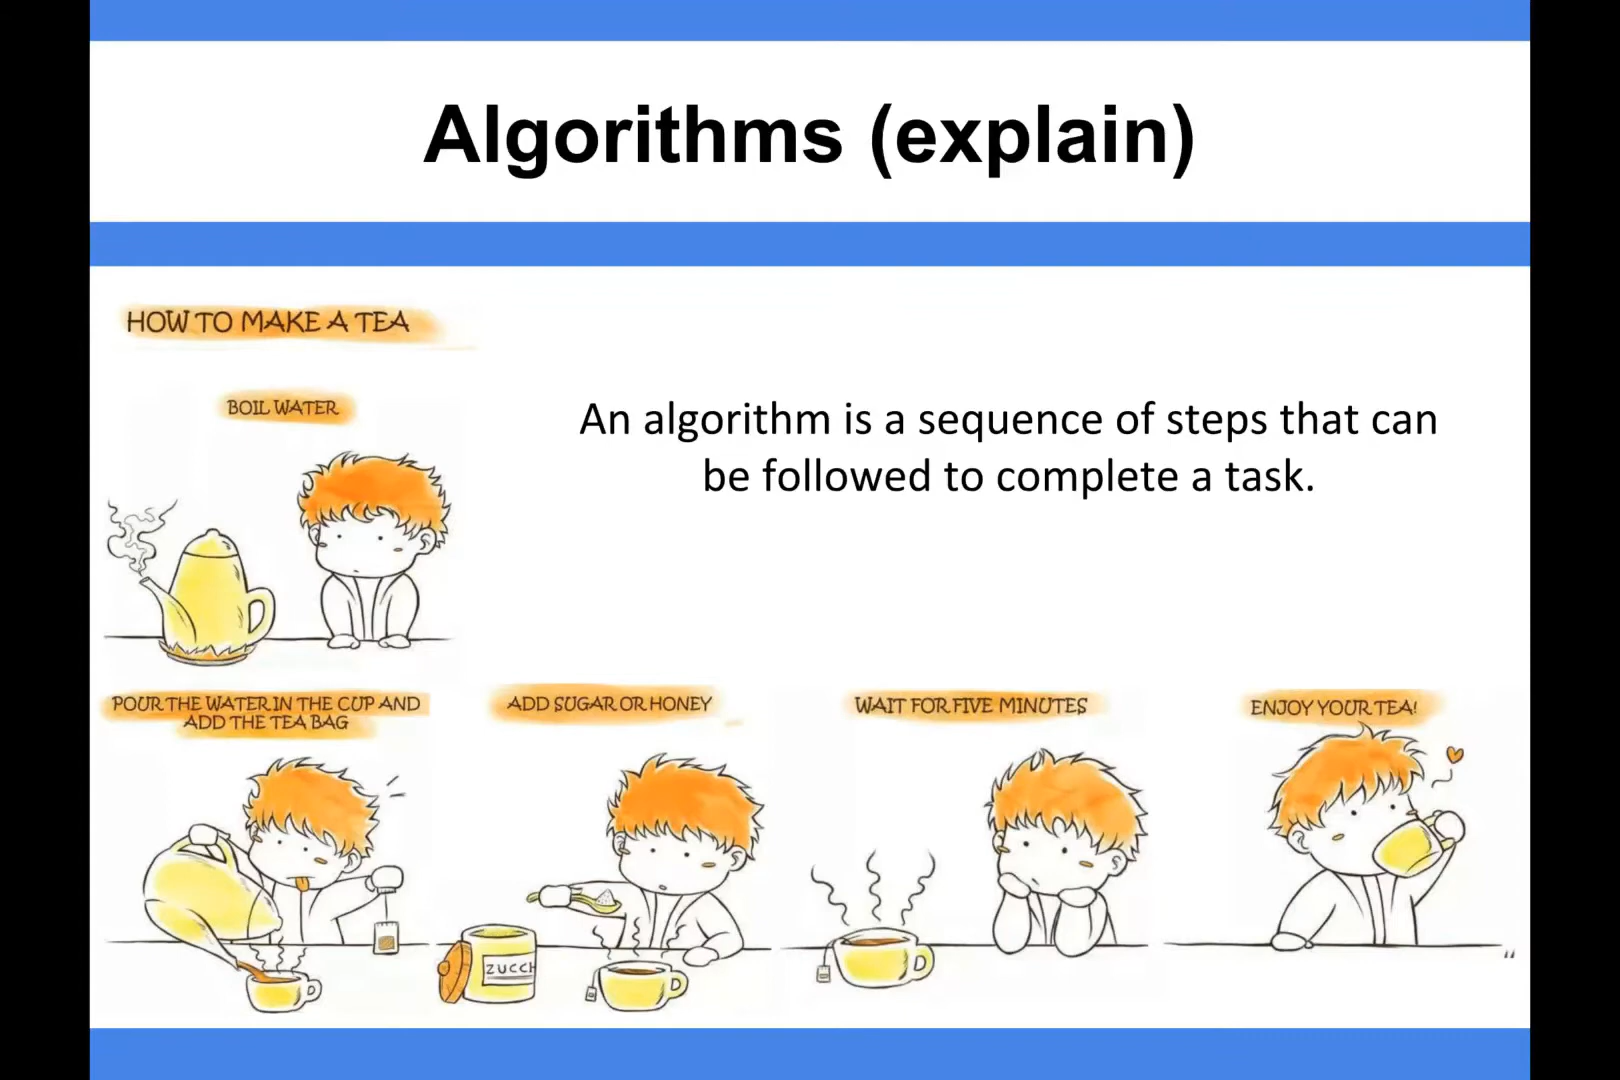 Algorithms (explain)
HOW TO MAKE A TEA
BOIL WATER
An algorithm is a sequence of steps that can
be followed to complete a task.
POUR THE WATER IN THE CUP AND
ADD THE TEA BAG
ADD SUGAR OR HONEY
WAIT FOR FIVE MINUTES
ENJOY YOUR TEA!
ZUCCH